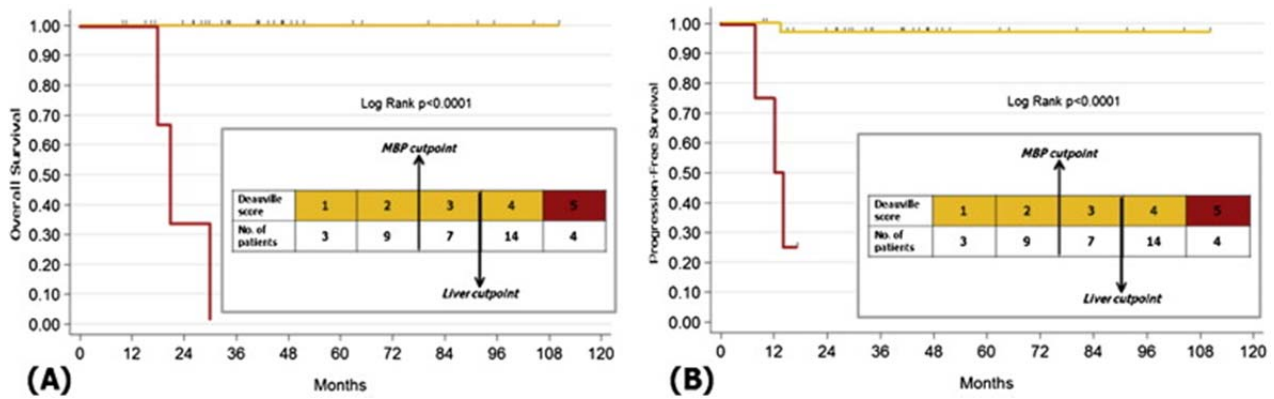 1.00
0.90
0.80
0.70
0.60
0.50
0.40
0.30
0.20
0.10
0.00
Overall Survival
Log Rank p<0.0001
MBP cutpoint
Deauville score 1 2 3 4 5
No. of patients 3 9 7 14 4
Liver cutpoint
0 12 24 36 48 60 72 84 96 108 120
Months
(A)
1.00
0.90
0.80
0.70
0.60
0.50
0.40
0.30
0.20
0.10
0.00
Progression-Free Survival
Log Rank p<0.0001
MBP cutpoint
Deauville score 1 2 3 4 5
No. of patients 3 9 7 14 4
Liver cutpoint
0 12 24 36 48 60 72 84 96 108 120
Months
(B)